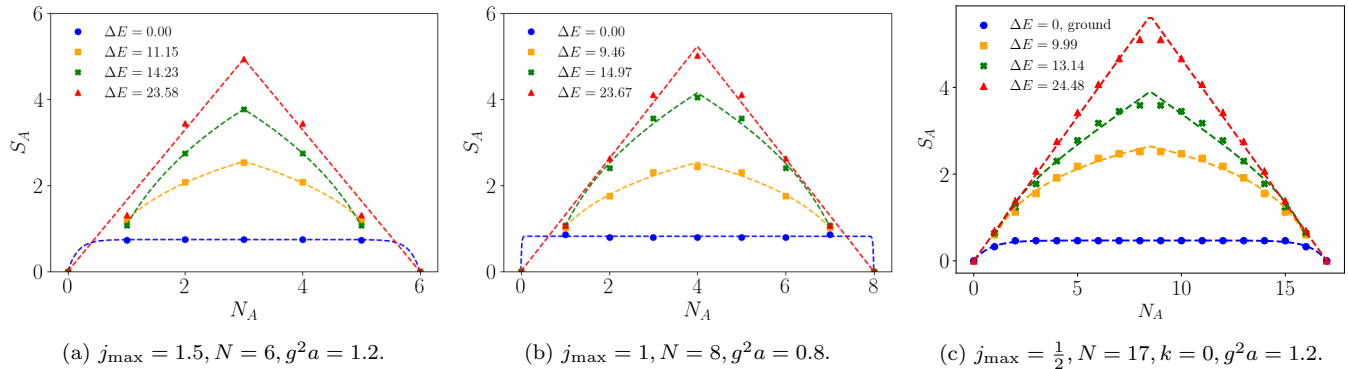 6
4
2
0
S_A
ΔE = 0.00
ΔE = 11.15
ΔE = 14.23
ΔE = 23.58
0 2 4 6
N_A
(a) j_max = 1.5, N = 6, g²a = 1.2.
6
4
2
0
S_A
ΔE = 0.00
ΔE = 9.46
ΔE = 14.97
ΔE = 23.67
0 2 4 6 8
N_A
(b) j_max = 1, N = 8, g²a = 0.8.
4
2
0
S_A
ΔE = 0, ground
ΔE = 9.99
ΔE = 13.14
ΔE = 24.48
0 5 10 15
N_A
(c) j_max = 1/2, N = 17, k = 0, g²a = 1.2.